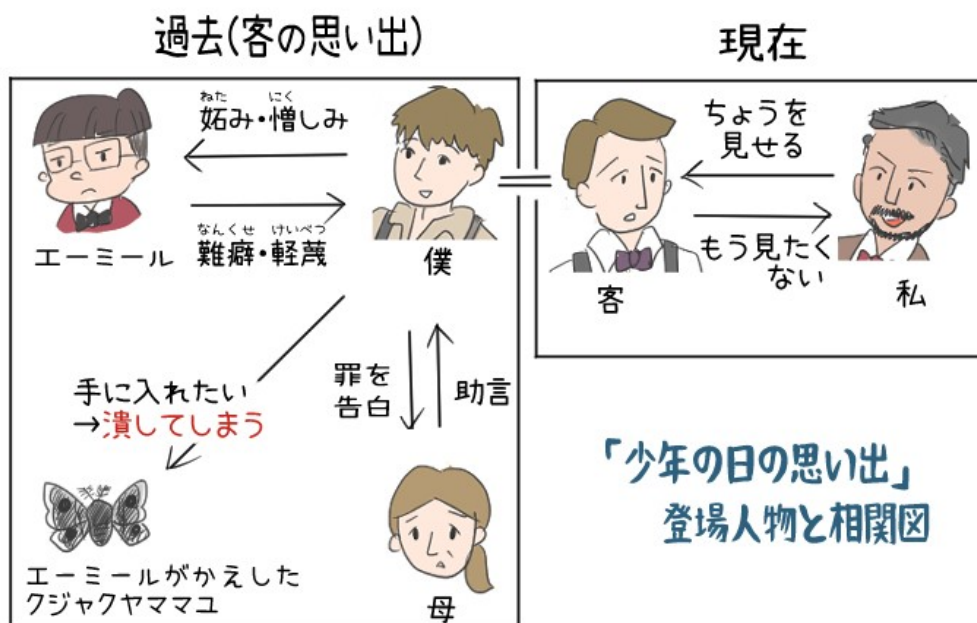 過去(客の思い出)
ねた にく
妬み・憎しみ
エーミール
なんくせ けいべつ
難癖・軽蔑
僕
手に入れたい
→潰してしまう
罪を
告白
助言
エーミールがかえした
クジャクヤママユ
母
現在
ちょうを
見せる
もう見たく
ない
客
私
「少年の日の思い出」
登場人物と相関図